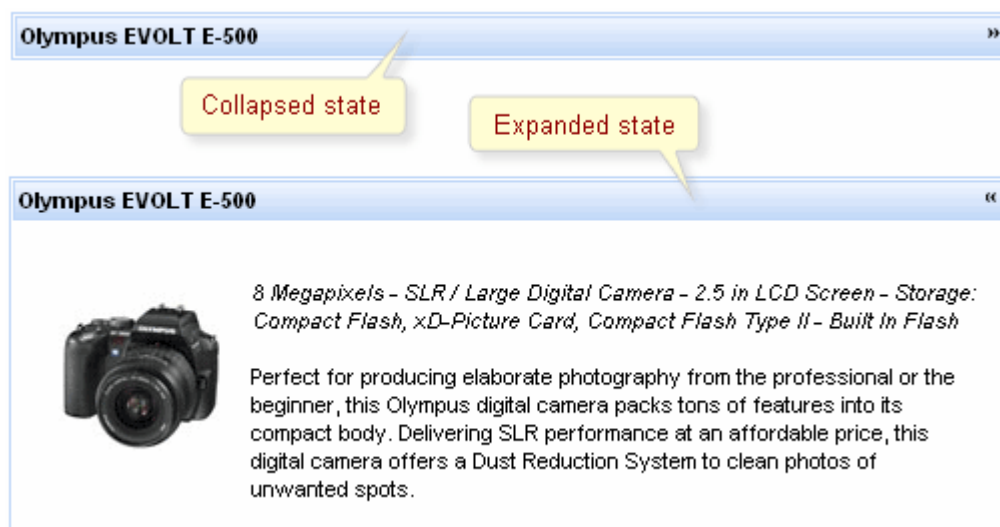 Olympus EVOLT E-500 »
Collapsed state
Expanded state
Olympus EVOLT E-500 «
8 Megapixels - SLR / Large Digital Camera - 2.5 in LCD Screen - Storage:
Compact Flash, xD-Picture Card, Compact Flash Type II - Built In Flash
OLYMPUS
Perfect for producing elaborate photography from the professional or the
beginner, this Olympus digital camera packs tons of features into its
compact body. Delivering SLR performance at an affordable price, this
digital camera offers a Dust Reduction System to clean photos of
unwanted spots.